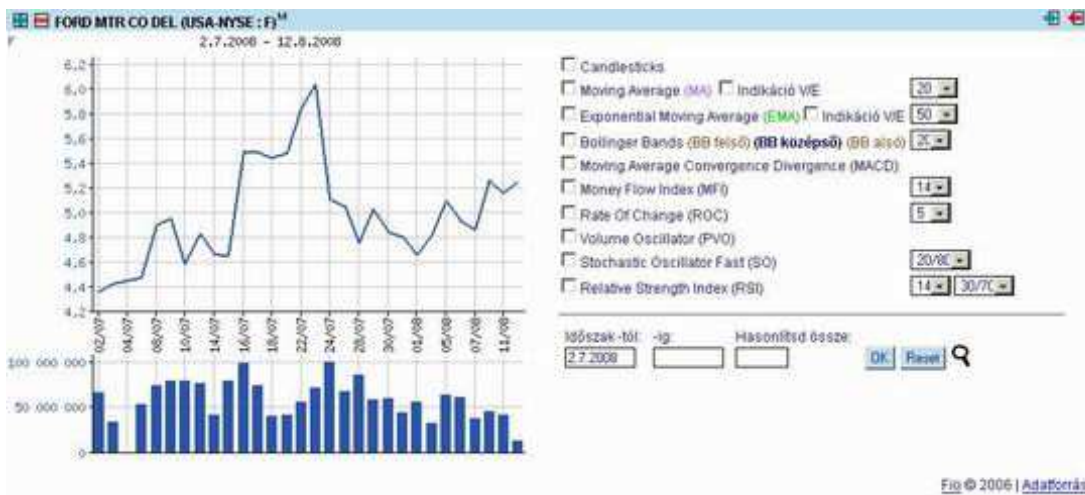 FORD MTR CO DEL (USA-NYSE : F)
2.7.2008 - 12.8.2008
6.2
6.0
5.8
5.6
5.4
5.2
5.0
4.8
4.6
4.4
4.2
02/07
04/07
08/07
10/07
14/07
16/07
18/07
22/07
24/07
28/07
30/07
01/08
05/08
07/08
11/08
100 000 000
50 000 000
0
Candlesticks
Moving Average (MA) Indikáció V/E 20
Exponential Moving Average (EMA) Indikáció V/E 50
Bollinger Bands (BB felső) (BB középső) (BB alsó) 25
Moving Average Convergence Divergence (MACD)
Money Flow Index (MFI) 14
Rate Of Change (ROC) 5
Volume Oscillator (PVO)
Stochastic Oscillator Fast (SO) 20/80
Relative Strength Index (RSI) 14 30/70
Időszak -tól: -ig: Hasonlítsd össze:
2.7.2008 OK Reset
Fio © 2006 | Adatforrás